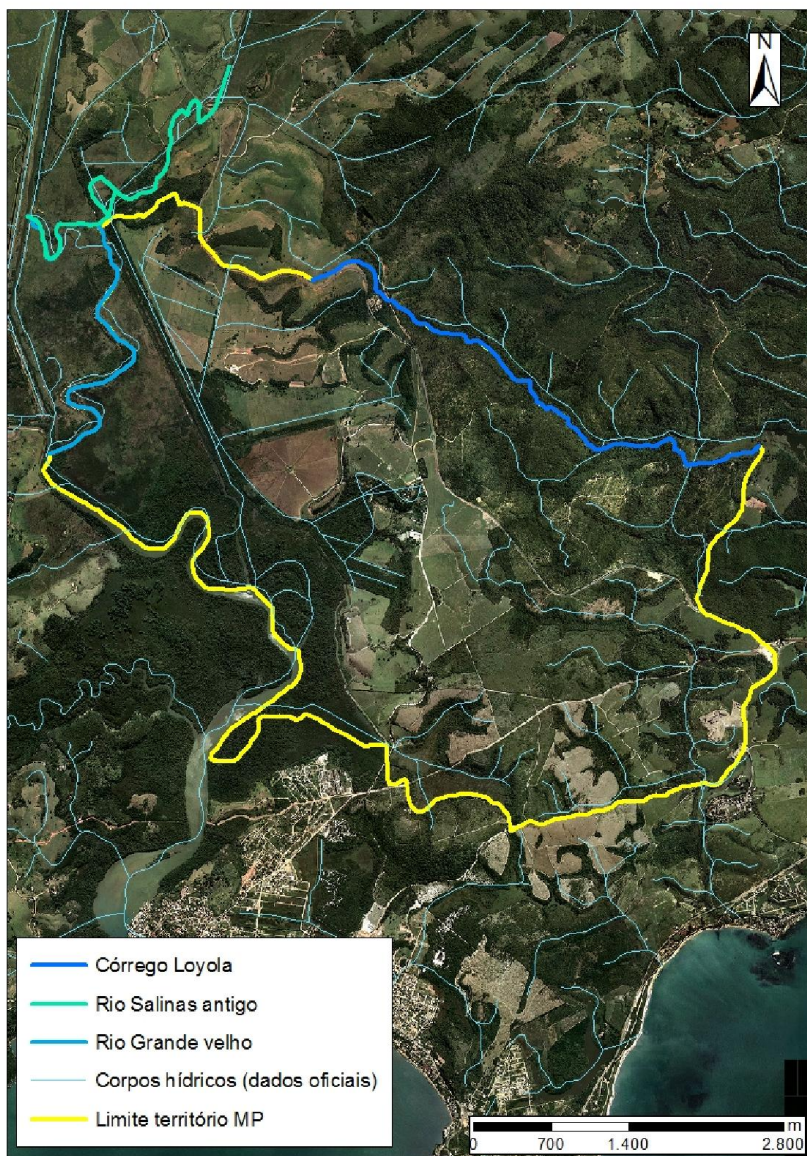 N
Córrego Loyola
Rio Salinas antigo
Rio Grande velho
Corpos hídricos (dados oficiais)
Limite território MP
m
0 700 1.400 2.800